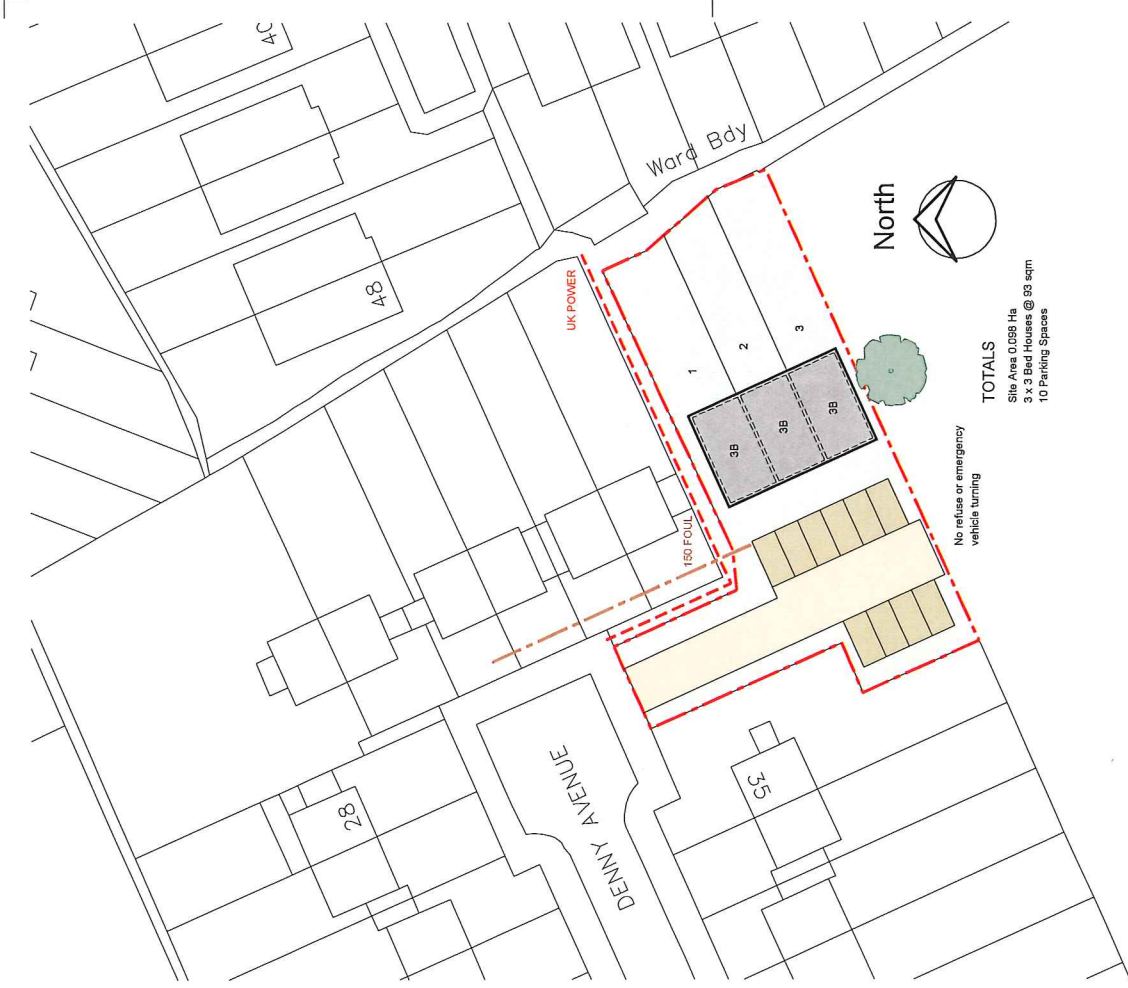 40
48
Ward Bdy
UK POWER
North
1
2
3
3B
3B
3B
150 FOUL
TOTALS
Site Area 0.098 Ha
3 x 3 Bed Houses @ 93 sqm
10 Parking Spaces
No refuse or emergency
vehicle turning
28
DENNY AVENUE
53